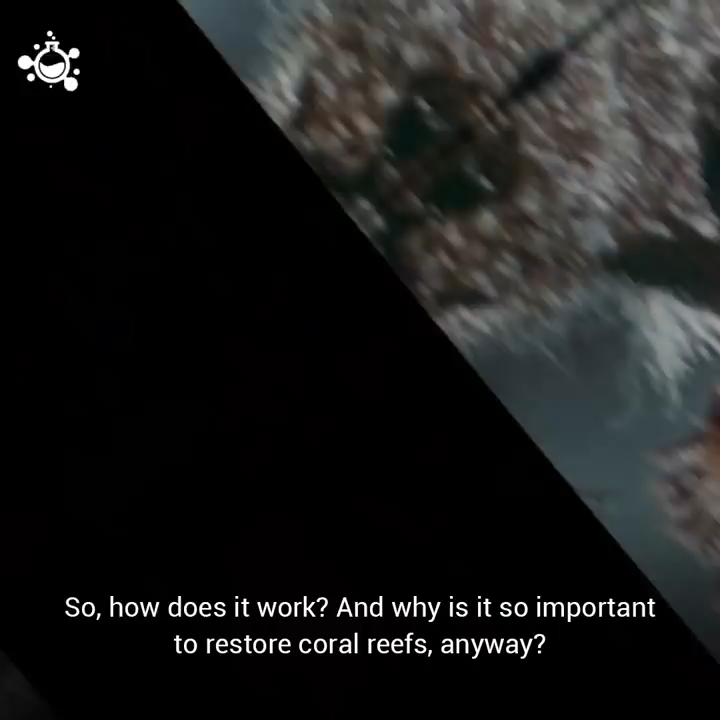 So, how does it work? And why is it so important
to restore coral reefs, anyway?